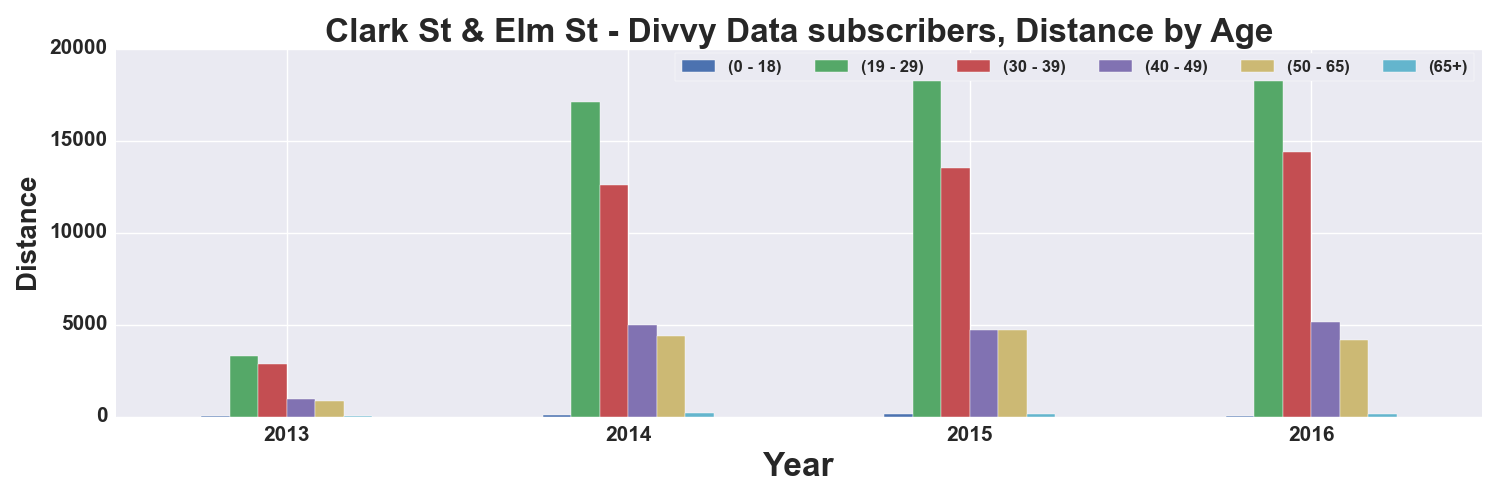 Clark St & Elm St - Divvy Data subscribers, Distance by Age
(0 - 18) (19 - 29) (30 - 39) (40 - 49) (50 - 65) (65+)
20000
15000
10000
5000
0
Distance
2013 2014 2015 2016
Year